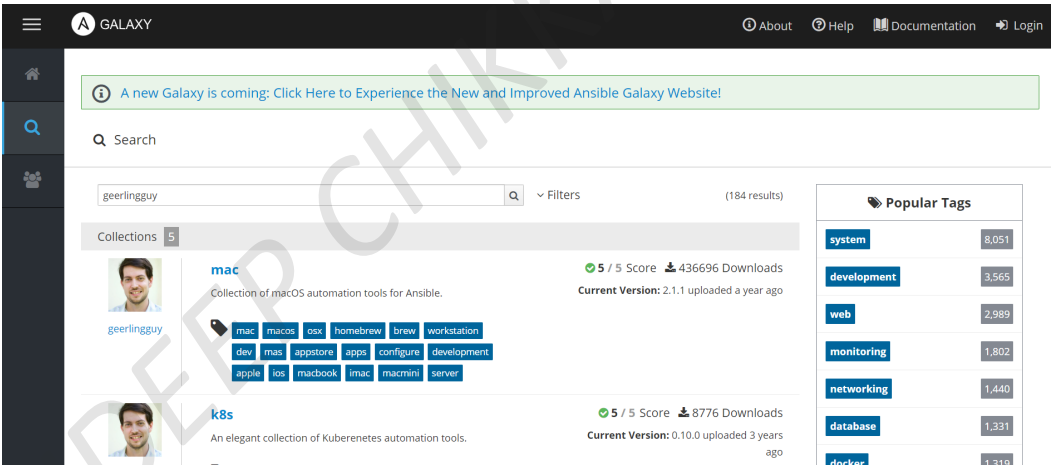 GALAXY
About
Help
Documentation
Login
A new Galaxy is coming: Click Here to Experience the New and Improved Ansible Galaxy Website!
Search
geerlingguy
Filters
(184 results)
Collections 5
mac
5 / 5 Score 436696 Downloads
Collection of macOS automation tools for Ansible.
Current Version: 2.1.1 uploaded a year ago
geerlingguy
mac macos osx homebrew brew workstation
dev mas appstore apps configure development
apple ios macbook imac macmini server
k8s
5 / 5 Score 8776 Downloads
An elegant collection of Kuberenetes automation tools.
Current Version: 0.10.0 uploaded 3 years
ago
Popular Tags
system 8,051
development 3,565
web 2,989
monitoring 1,802
networking 1,440
database 1,331
docker 1,319
DEEP CHIKK